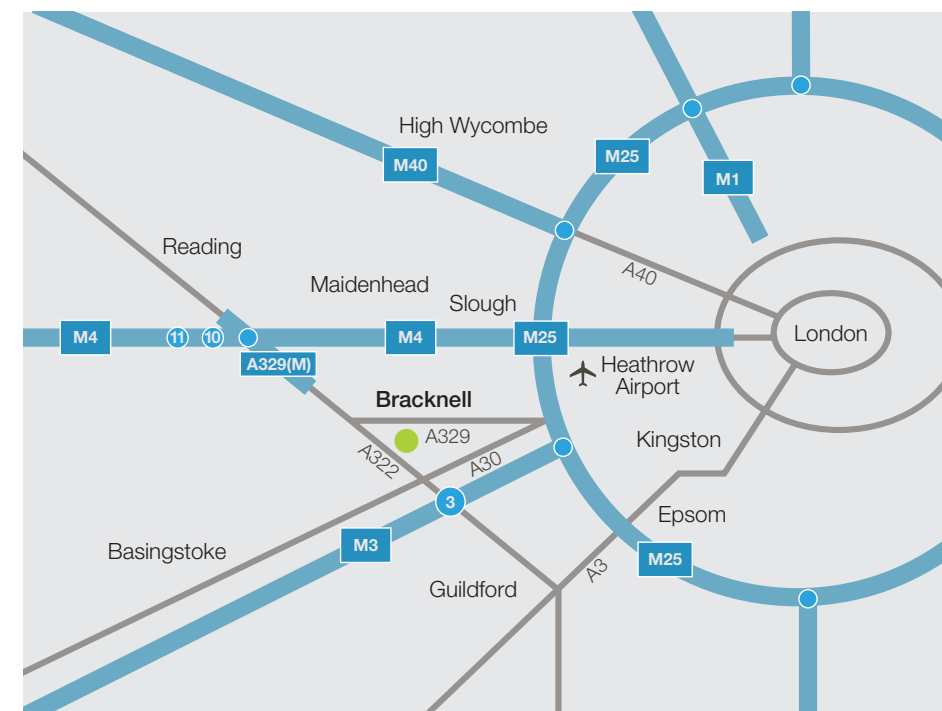 High Wycombe
M25
M40
M1
Reading
A40
Maidenhead
Slough
M4
11
10
M4
M25
London
A329(M)
Heathrow
Airport
Bracknell
A329
Kingston
A322
A30
3
Epsom
M3
Basingstoke
M25
A3
Guildford